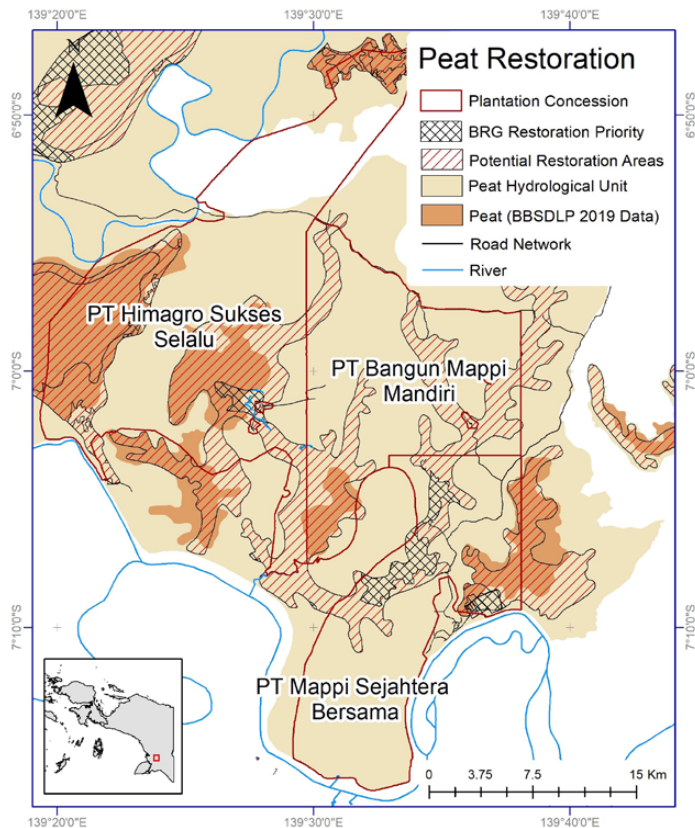 139°20'0"E
139°30'0"E
139°40'0"E
N
Peat Restoration
Plantation Concession
BRG Restoration Priority
Potential Restoration Areas
Peat Hydrological Unit
Peat (BBSDLP 2019 Data)
Road Network
River
6°50'0"S
6°50'0"S
PT Himagro Sukses
Selalu
PT Bangun Mappi
Mandiri
7°0'0"S
7°0'0"S
7°10'0"S
7°10'0"S
PT Mappi Sejahtera
Bersama
0 3.75 7.5 15 Km
139°20'0"E
139°30'0"E
139°40'0"E